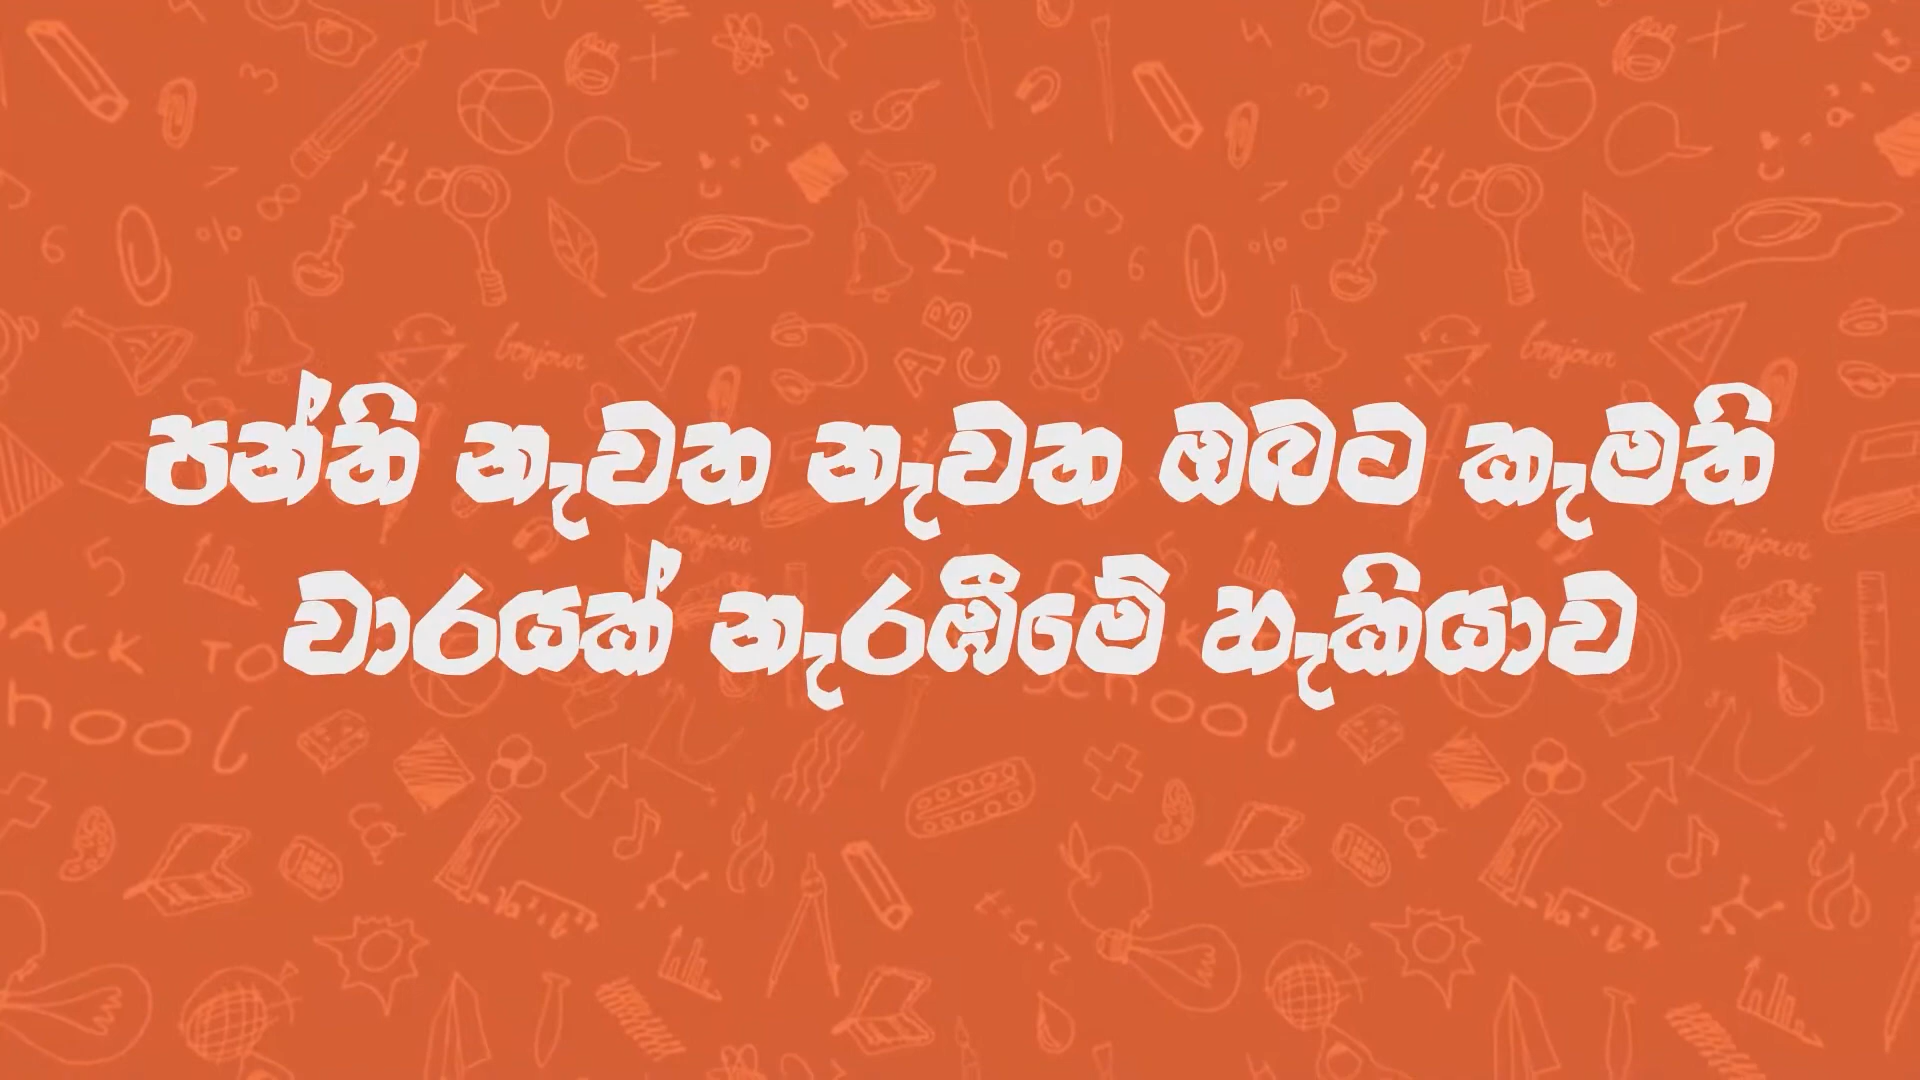 පන්ති නැවත නැවත ඔබට කැමති
වාරයක් නැරඹීමේ හැකියාව